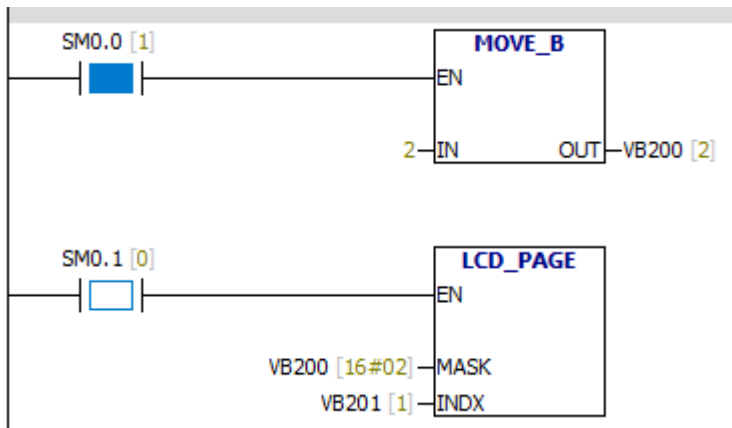 SM0.0 [1]
MOVE_B
EN
2 IN OUT VB200 [2]
SM0.1 [0]
LCD_PAGE
EN
VB200 [16#02] MASK
VB201 [1] INDX